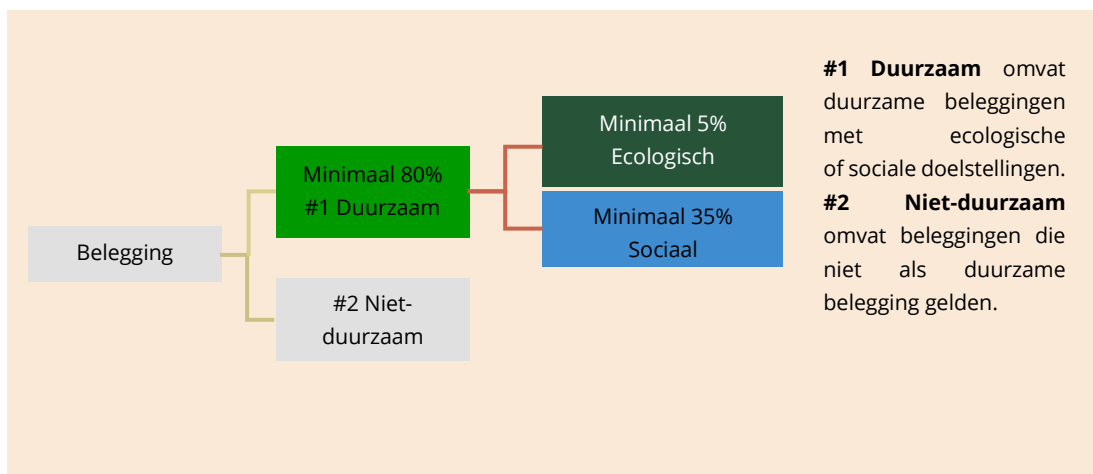 Belegging
Minimaal 80%
#1 Duurzaam
#2 Niet-
duurzaam
Minimaal 5%
Ecologisch
Minimaal 35%
Sociaal
#1 Duurzaam omvat
duurzame beleggingen
met ecologische
of sociale doelstellingen.
#2 Niet-duurzaam
omvat beleggingen die
niet als duurzame
belegging gelden.